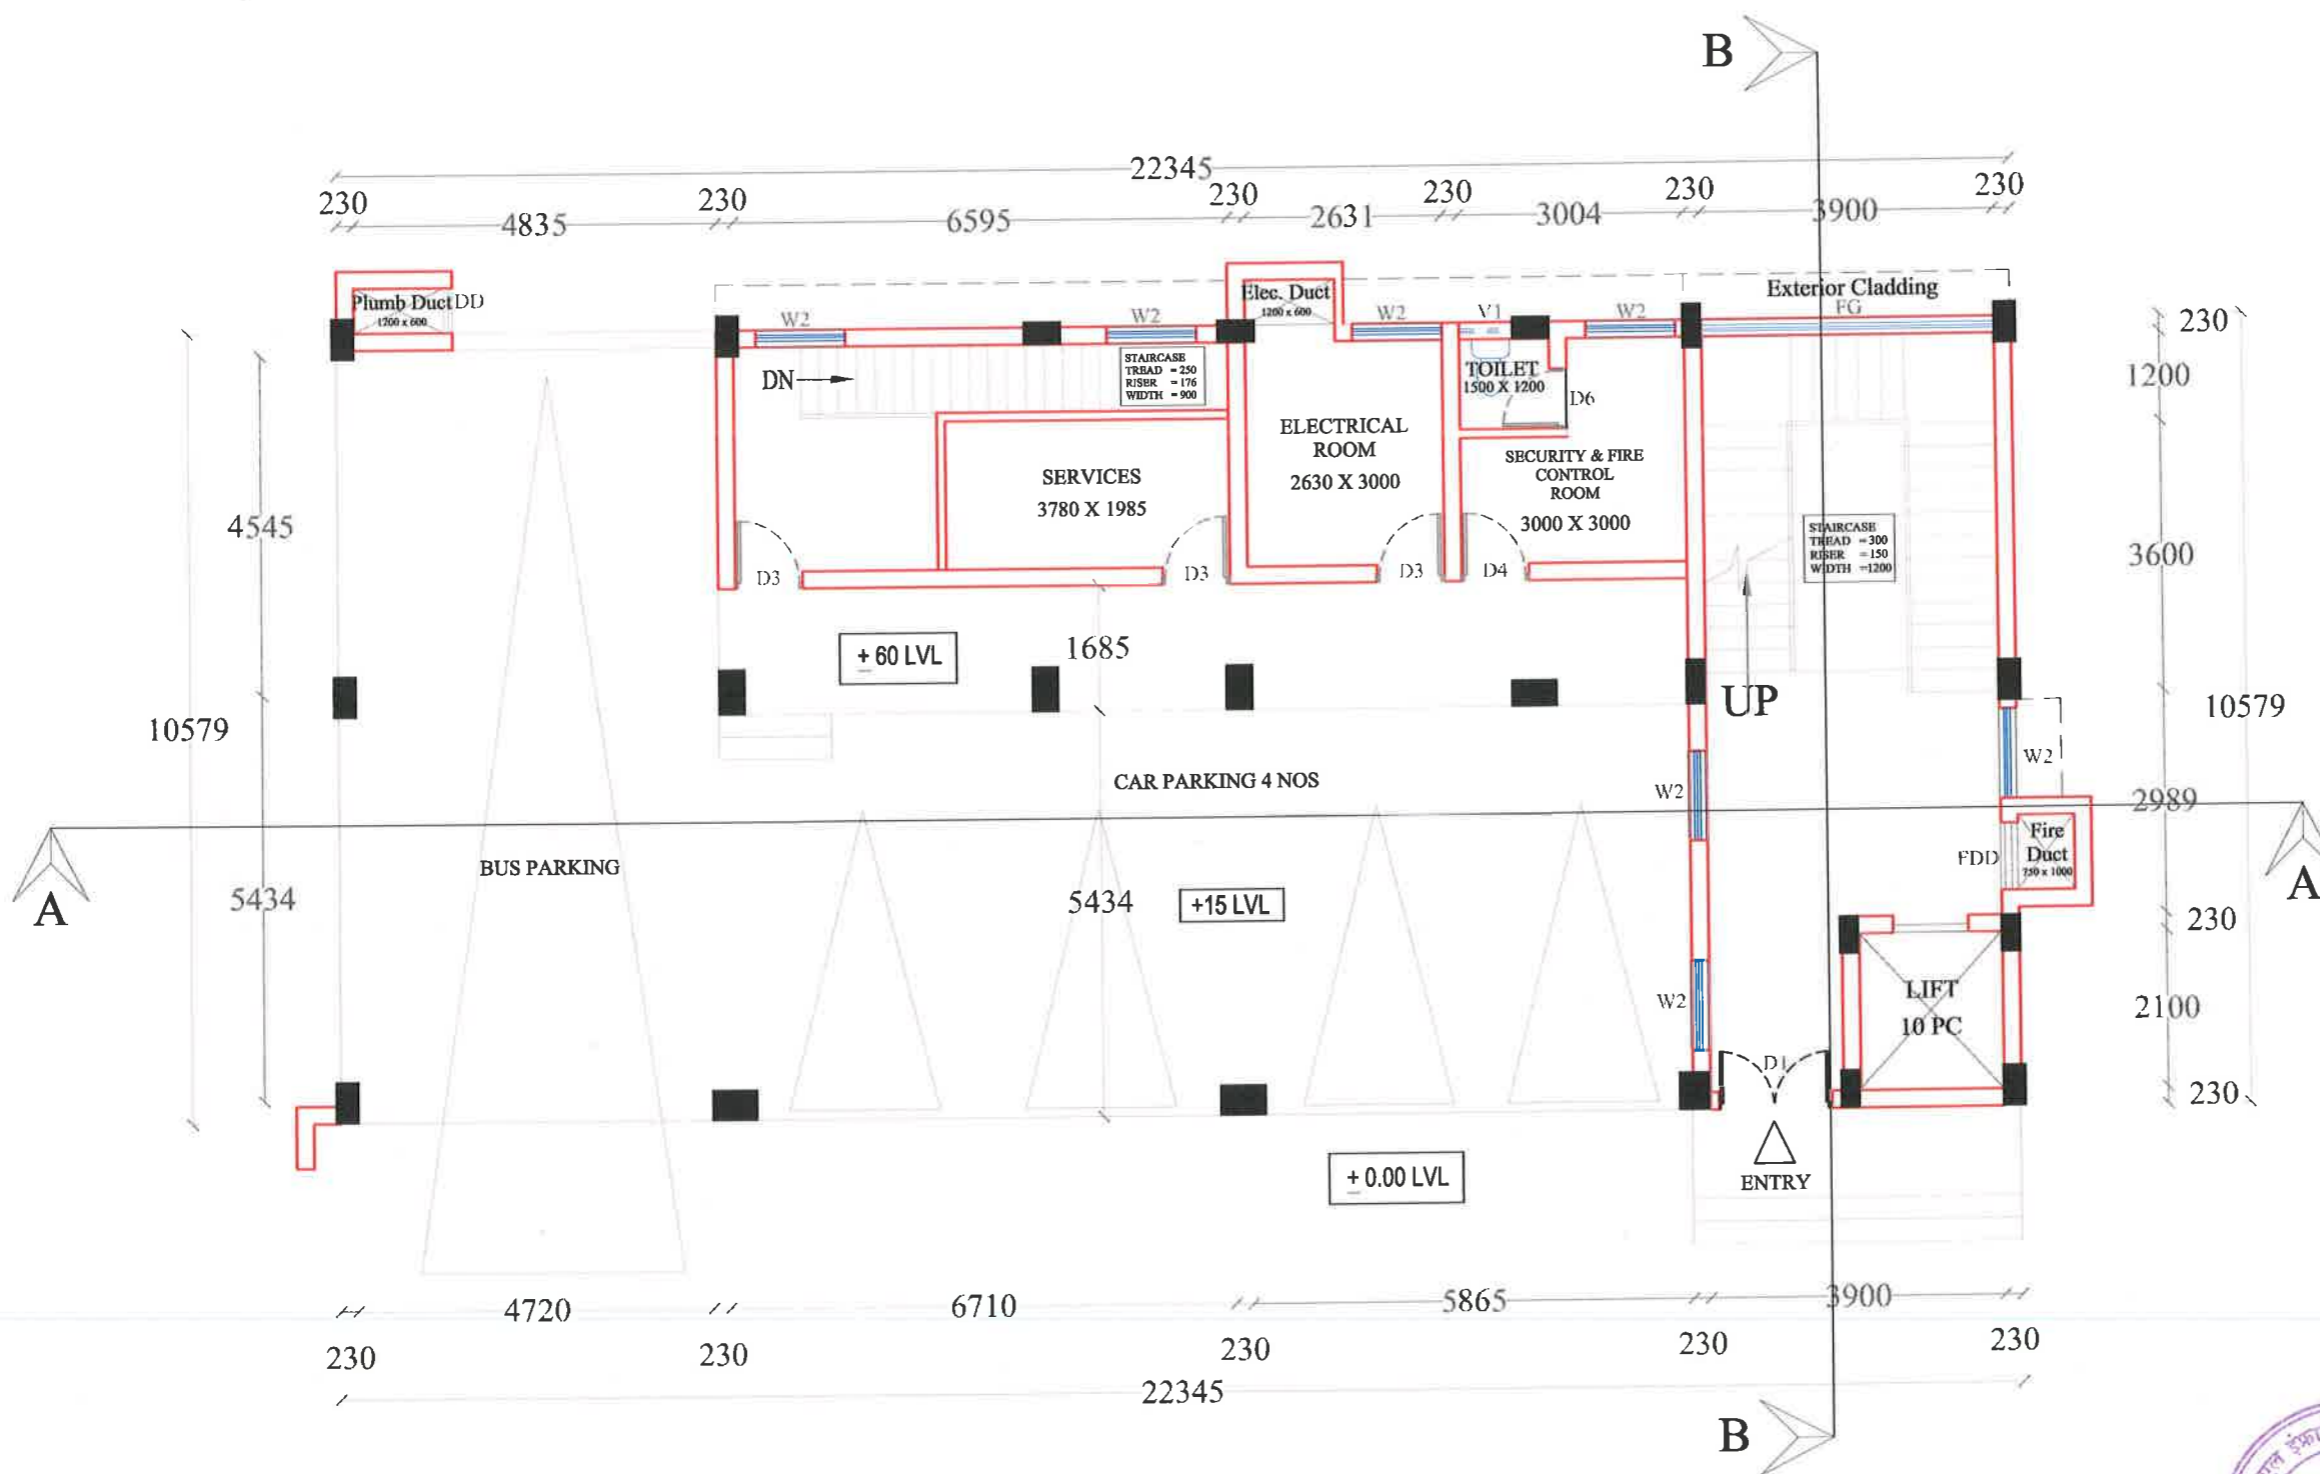 B
22345
230 230 230 230 230 230
4835 6595 2631 3004 3900
Plumb Duct DD
1200 x 600
Elec. Duct
1200 x 600
Exterior Cladding
FG
W2 W2 W2 V1 W2
230
DN
STAIRCASE
TREAD = 250
RISER = 176
WIDTH = 900
TOILET
1500 X 1200
D6
1200
ELECTRICAL
ROOM
2630 X 3000
SERVICES
3780 X 1985
SECURITY & FIRE
CONTROL
ROOM
3000 X 3000
STAIRCASE
TREAD = 300
RISER = 150
WIDTH =1200
4545
3600
D3 D3 D3 D4
+ 60 LVL
1685
UP
10579
10579
W2
CAR PARKING 4 NOS
W2
2989
BUS PARKING
FDD
Fire
Duct
750 x 1000
A
A
5434
5434
+15 LVL
230
W2
LIFT
10 PC
2100
D1
230
+ 0.00 LVL
ENTRY
4720 6710 5865 3900
230 230 230 230 230
22345
B